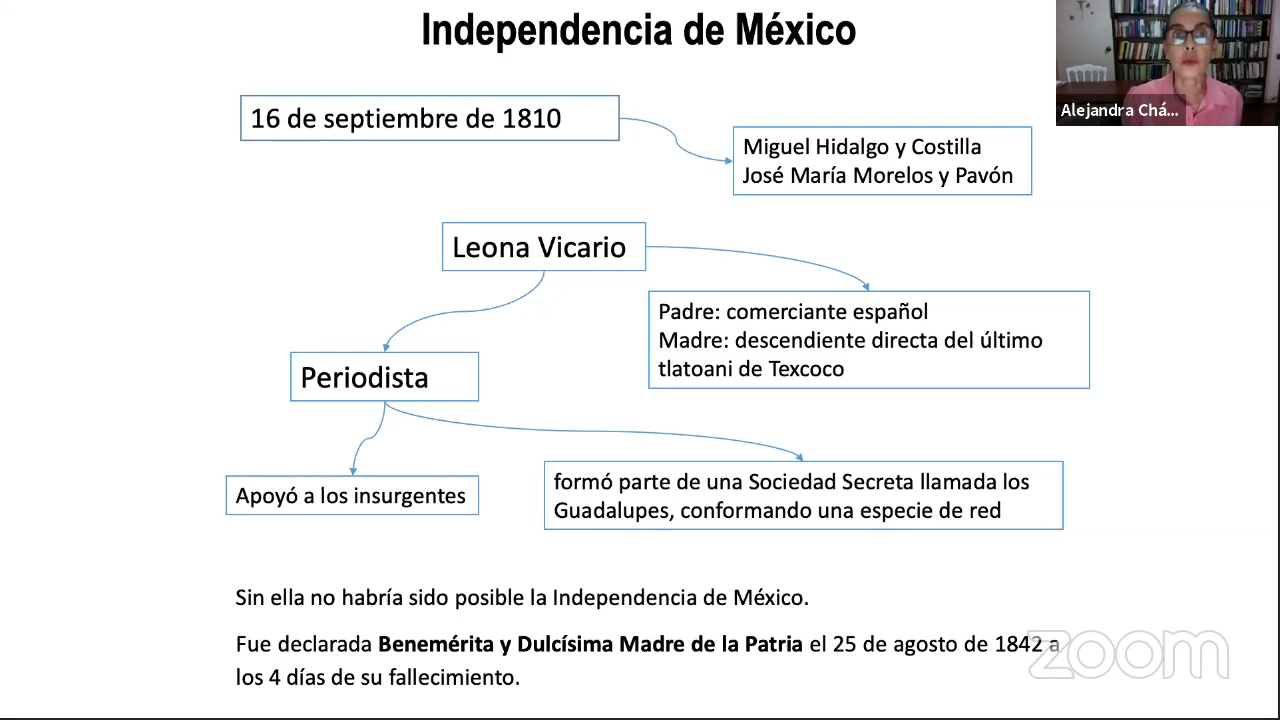 Independencia de México
Alejandra Chá...
16 de septiembre de 1810
Miguel Hidalgo y Costilla
José María Morelos y Pavón
Leona Vicario
Padre: comerciante español
Madre: descendiente directa del último
tlatoani de Texcoco
Periodista
Apoyó a los insurgentes
formó parte de una Sociedad Secreta llamada los
Guadalupes, conformando una especie de red
Sin ella no habría sido posible la Independencia de México.
Fue declarada Benemérita y Dulcísima Madre de la Patria el 25 de agosto de 1842 a
los 4 días de su fallecimiento.
zoom